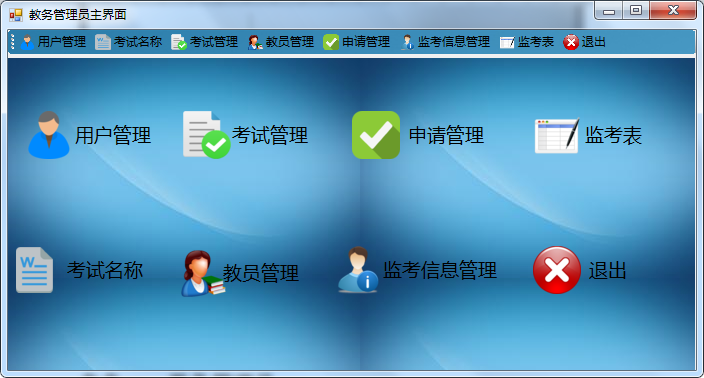 教务管理员主界面
用户管理 考试名称 考试管理 教员管理 申请管理 监考信息管理 监考表 退出
用户管理 考试管理 申请管理 监考表
考试名称 教员管理 监考信息管理 退出